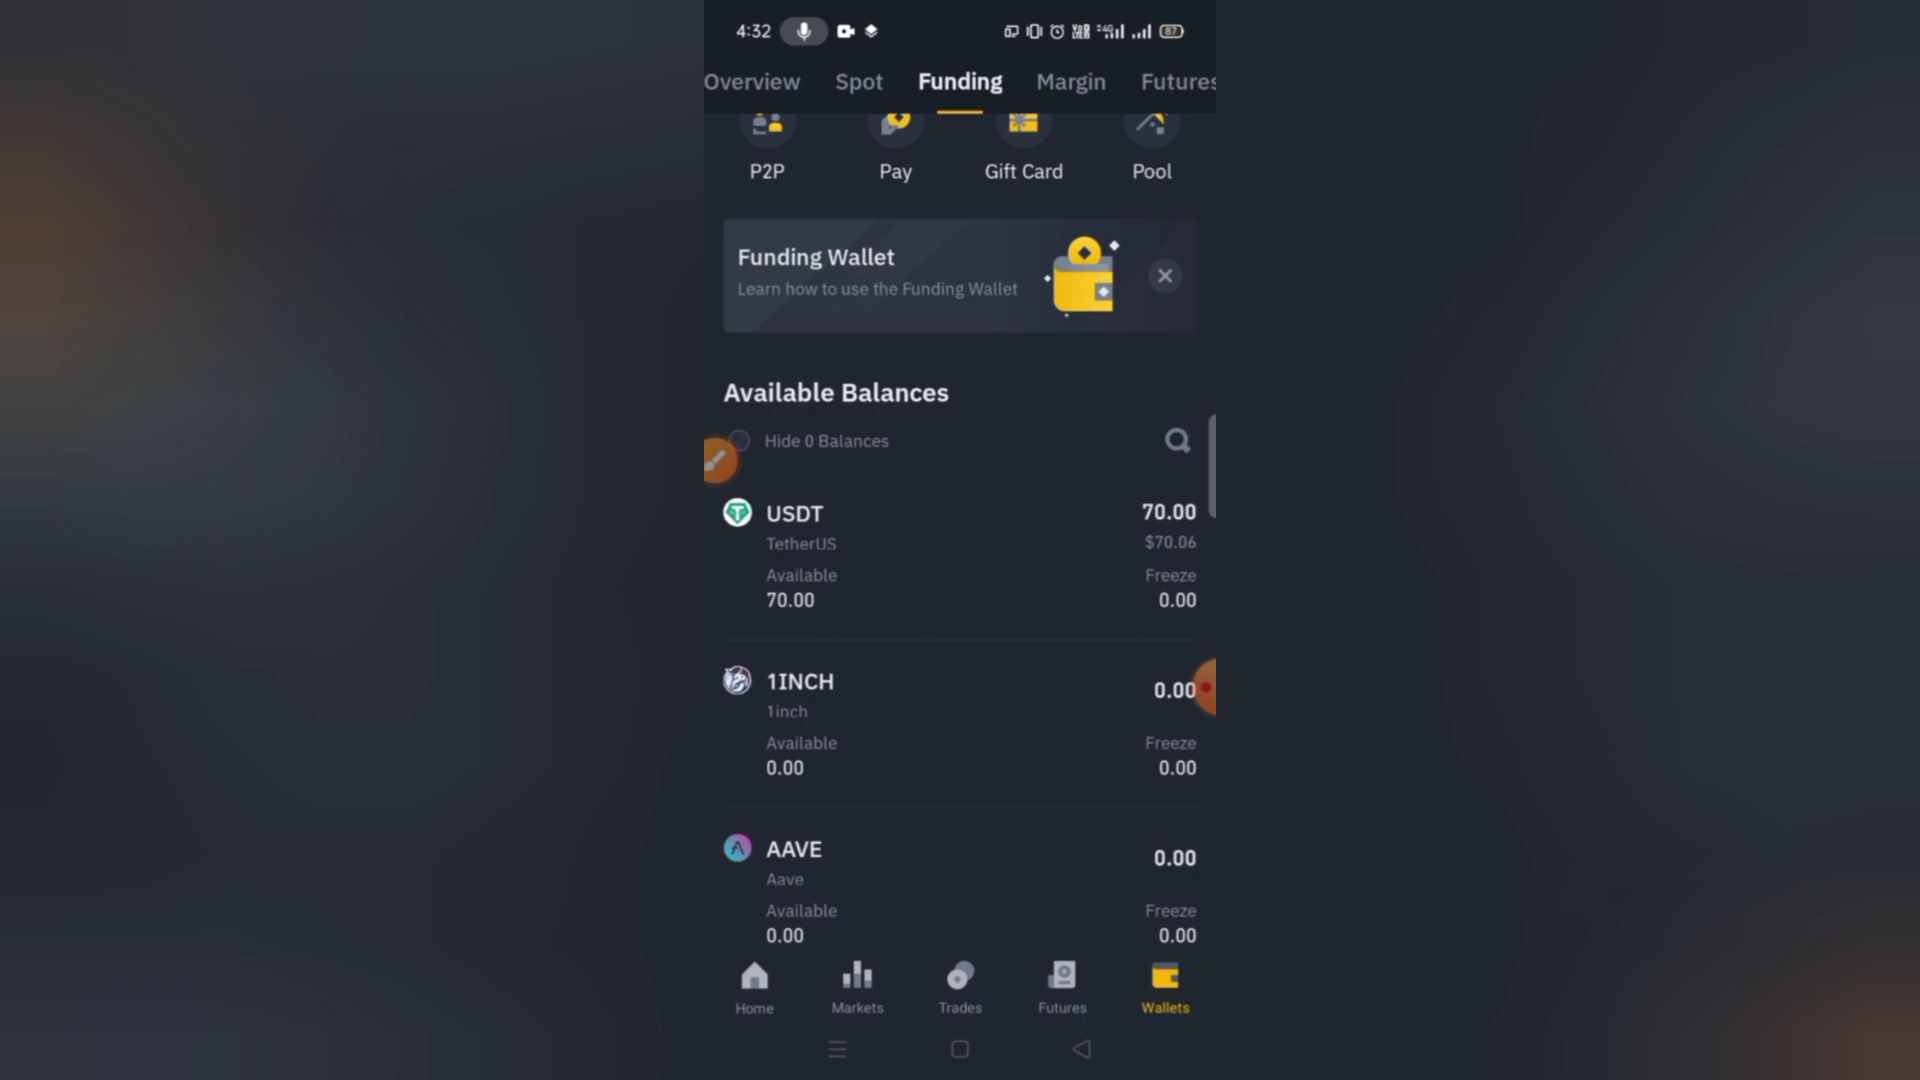 4:32
87
Overview Spot Funding Margin Futures
P2P Pay Gift Card Pool
Funding Wallet
Learn how to use the Funding Wallet
Available Balances
Hide 0 Balances
USDT 70.00
TetherUS $70.06
Available Freeze
70.00 0.00
1INCH 0.00
1inch
Available Freeze
0.00 0.00
AAVE 0.00
Aave
Available Freeze
0.00 0.00
Home Markets Trades Futures Wallets